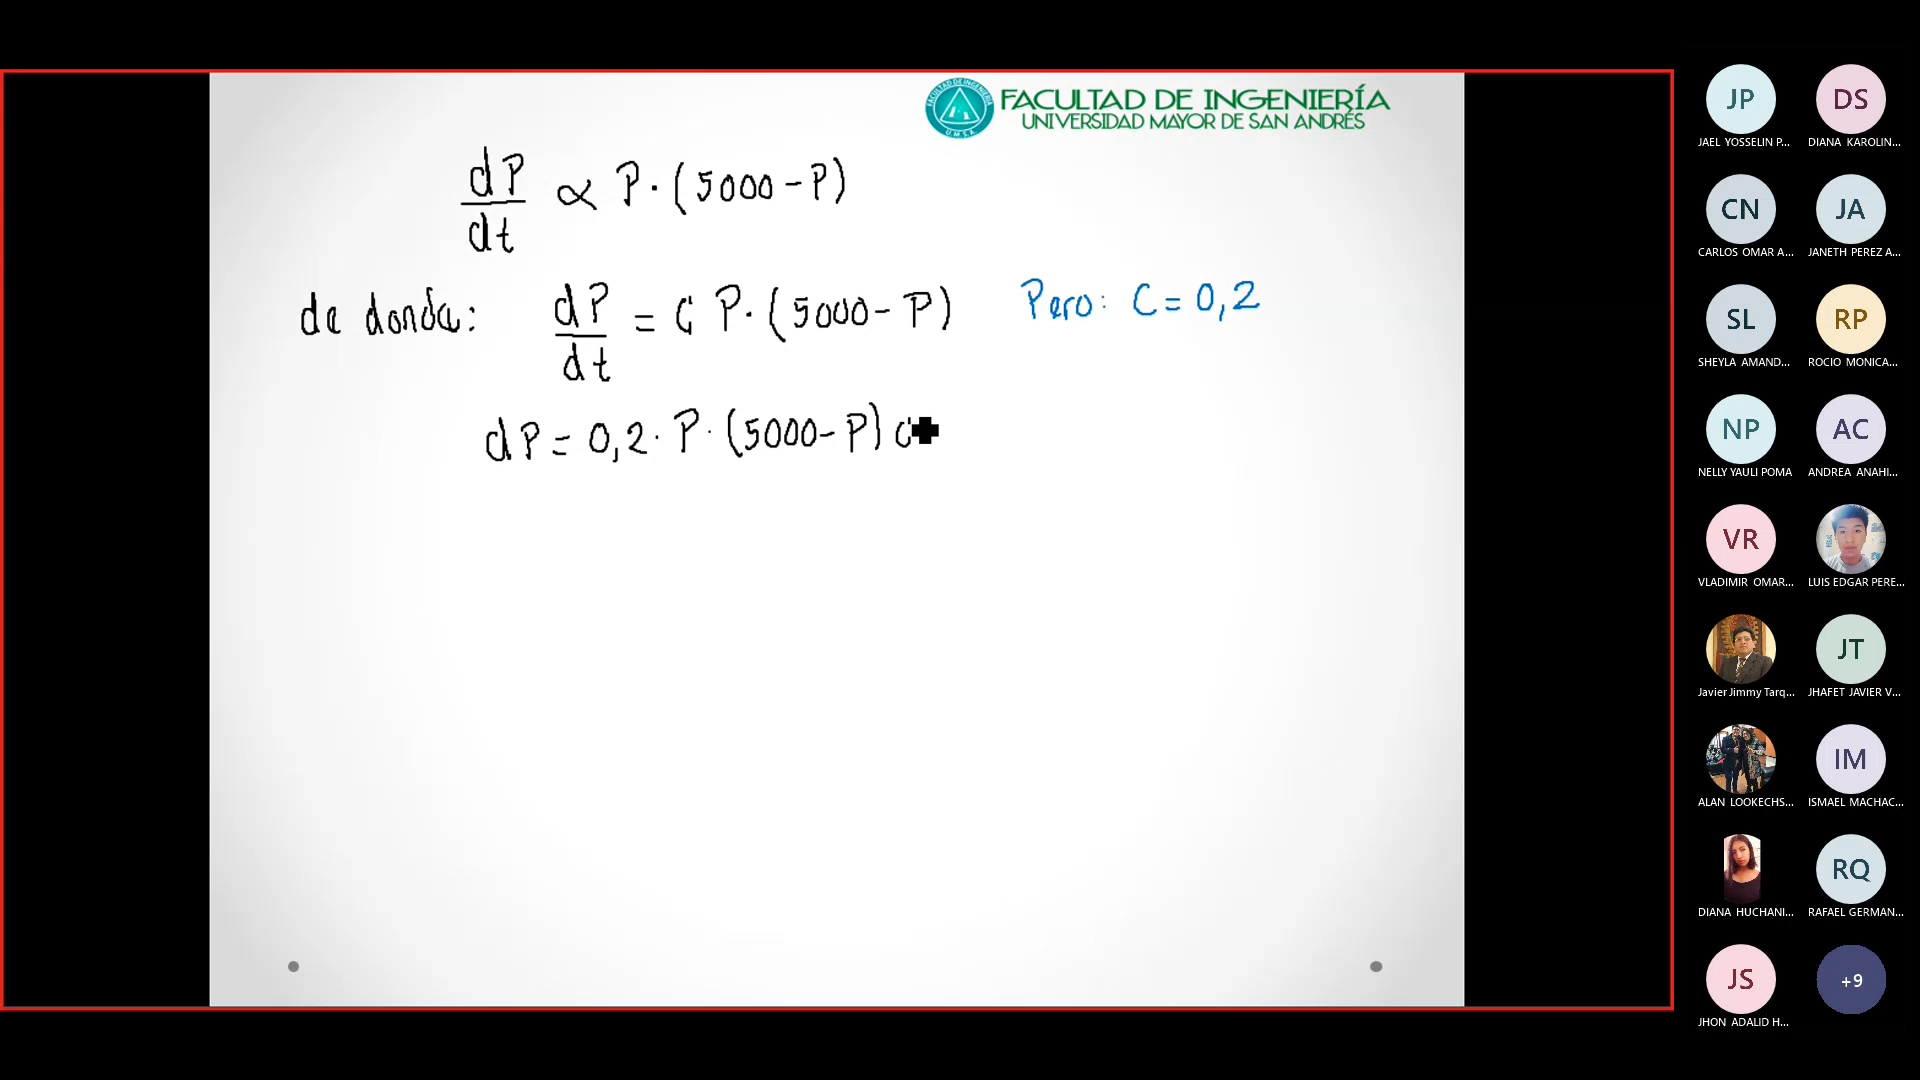 FACULTAD DE INGENIERÍA
UNIVERSIDAD MAYOR DE SAN ANDRÉS
FACULTAD DE INGENIERIA
U.M.S.A.
dP/dt ∝ P·(5000-P)
de donde: dP/dt = C P·(5000-P) Pero: C = 0,2
dP = 0,2·P·(5000-P)
JP
JAEL YOSSELIN P...
DS
DIANA KAROLIN...
CN
CARLOS OMAR A...
JA
JANETH PEREZ A...
SL
SHEYLA AMAND...
RP
ROCIO MONICA...
NP
NELLY YAULI POMA
AC
ANDREA ANAHI...
VR
VLADIMIR OMAR...
LUIS EDGAR PERE...
Javier Jimmy Tarq...
JT
JHAFET JAVIER V...
ALAN LOOKECHS...
IM
ISMAEL MACHAC...
DIANA HUCHANI...
RQ
RAFAEL GERMAN...
JS
JHON ADALID H...
+9